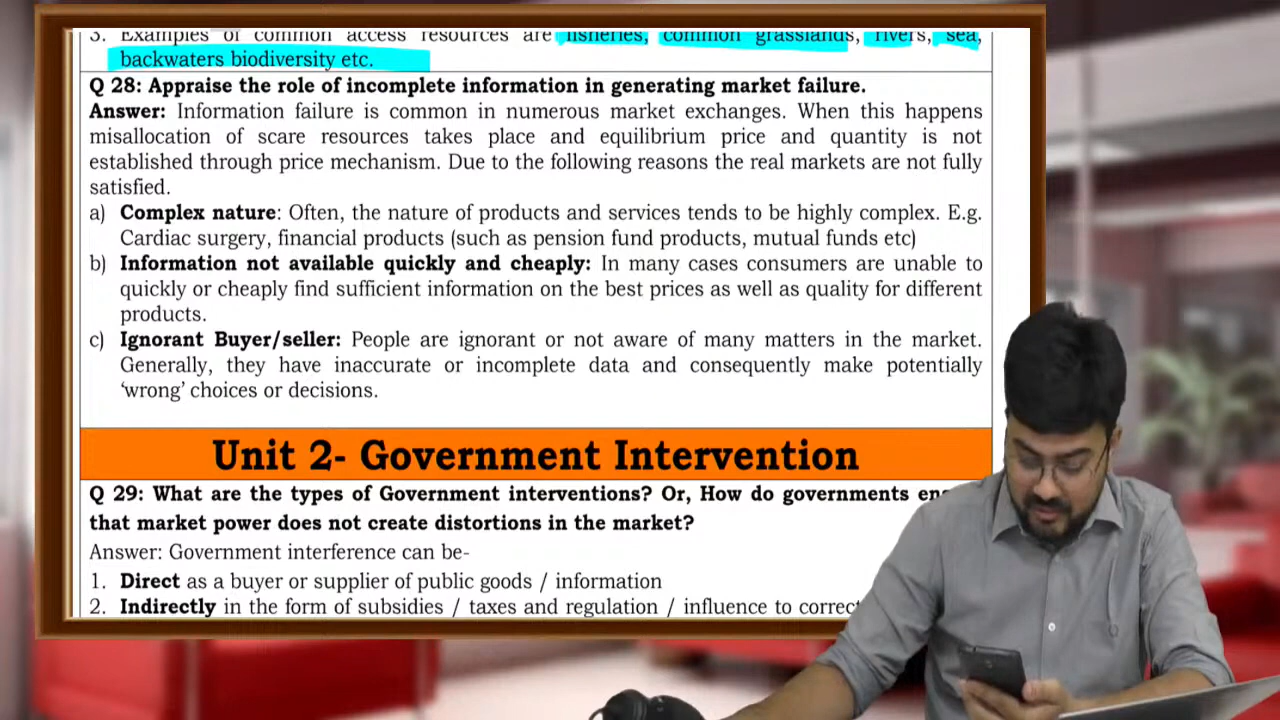 3. Examples of common access resources are fisheries, common grasslands, rivers, sea,
backwaters biodiversity etc.
Q 28: Appraise the role of incomplete information in generating market failure.
Answer: Information failure is common in numerous market exchanges. When this happens
misallocation of scare resources takes place and equilibrium price and quantity is not
established through price mechanism. Due to the following reasons the real markets are not fully
satisfied.
a) Complex nature: Often, the nature of products and services tends to be highly complex. E.g.
Cardiac surgery, financial products (such as pension fund products, mutual funds etc)
b) Information not available quickly and cheaply: In many cases consumers are unable to
quickly or cheaply find sufficient information on the best prices as well as quality for different
products.
c) Ignorant Buyer/seller: People are ignorant or not aware of many matters in the market.
Generally, they have inaccurate or incomplete data and consequently make potentially
‘wrong’ choices or decisions.
Unit 2- Government Intervention
Q 29: What are the types of Government interventions? Or, How do governments
that market power does not create distortions in the market?
Answer: Government interference can be-
1. Direct as a buyer or supplier of public goods / information
2. Indirectly in the form of subsidies / taxes and regulation / influence to